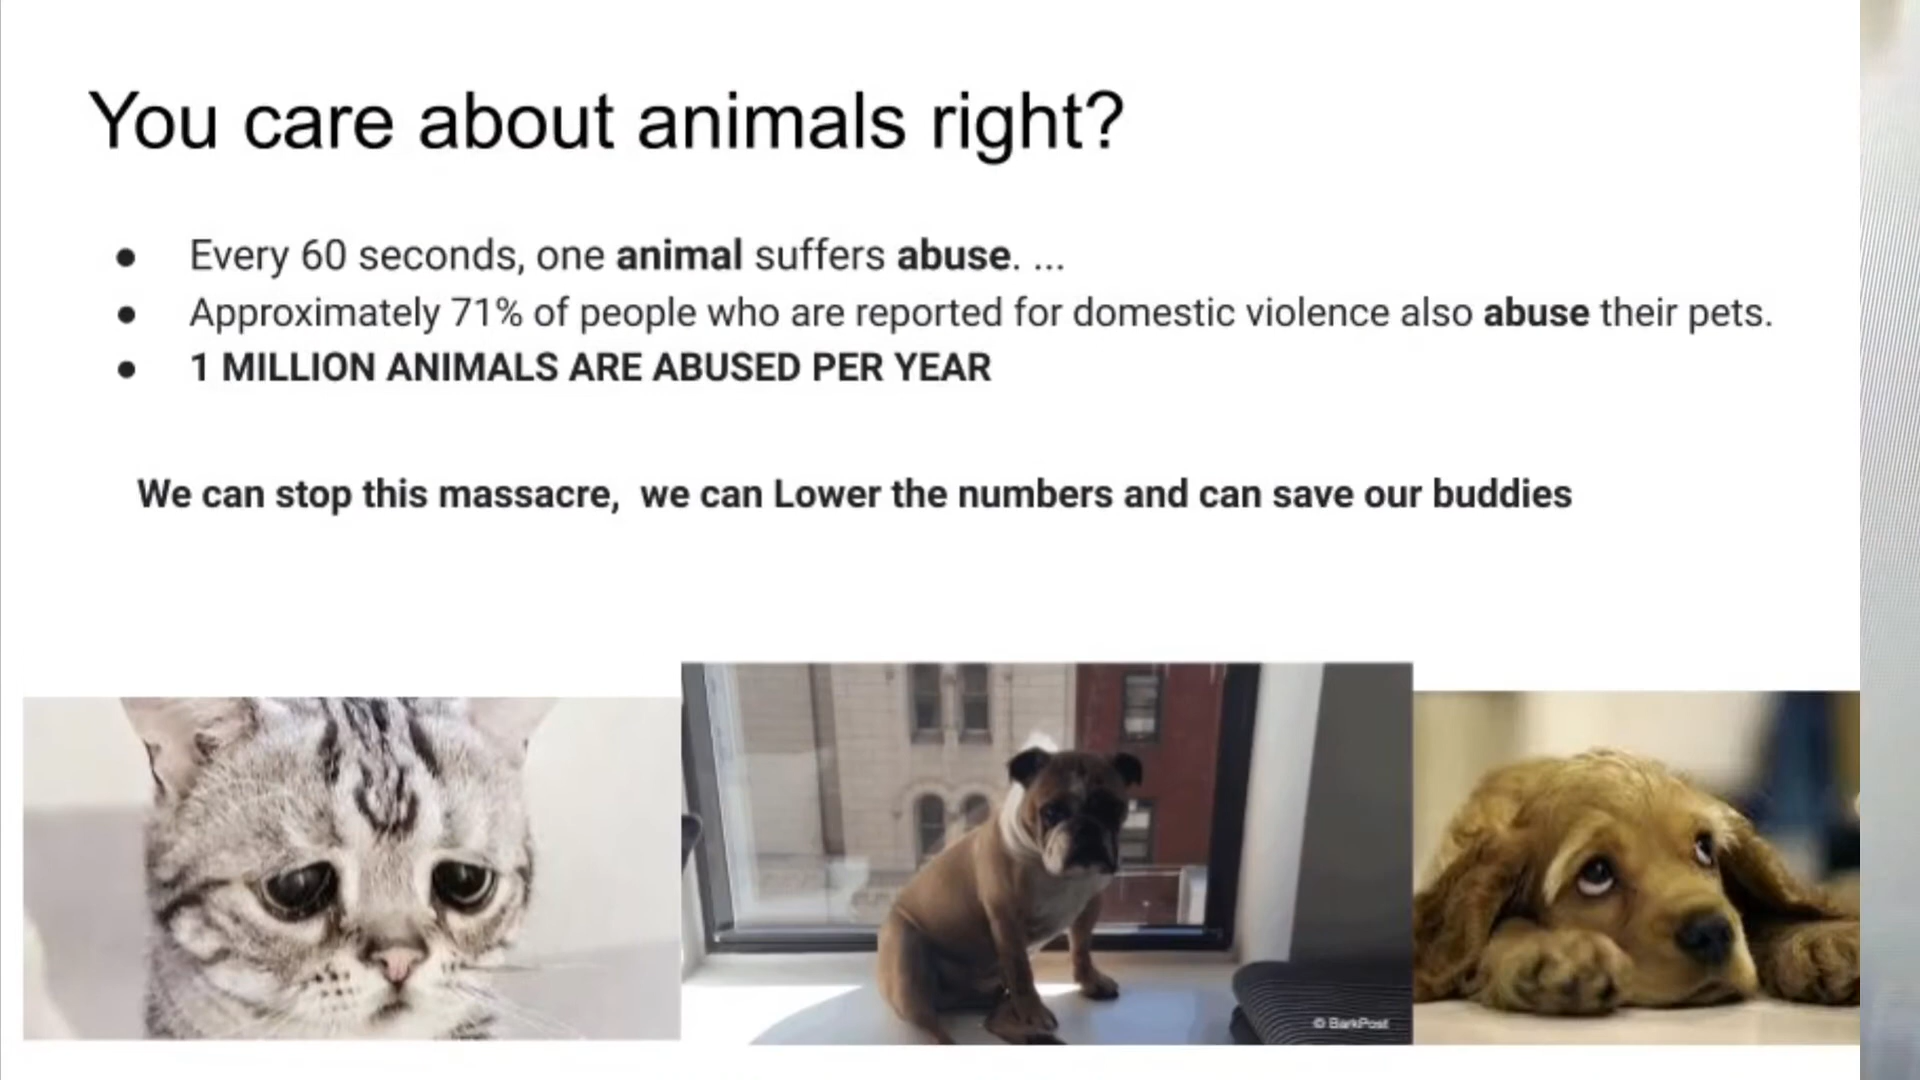 You care about animals right?
● Every 60 seconds, one animal suffers abuse. ...
● Approximately 71% of people who are reported for domestic violence also abuse their pets.
● 1 MILLION ANIMALS ARE ABUSED PER YEAR
We can stop this massacre,  we can Lower the numbers and can save our buddies
© BarkPost